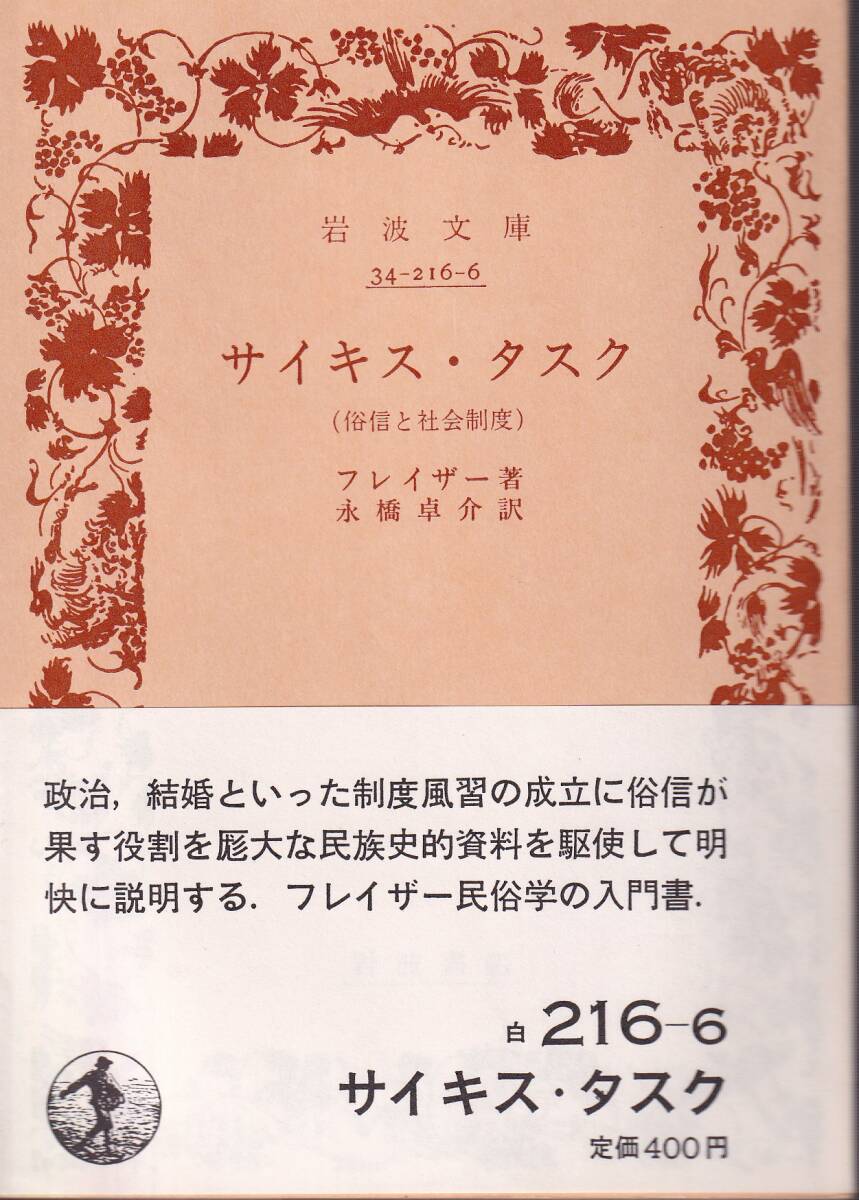 岩波文庫
34-216-6
サイキス・タスク
(俗信と社会制度)
フレイザー著
永橋卓介訳
政治,結婚といった制度風習の成立に俗信が
果す役割を厖大な民族史的資料を駆使して明
快に説明する.フレイザー民俗学の入門書.
白 216-6
サイキス・タスク
定価400円